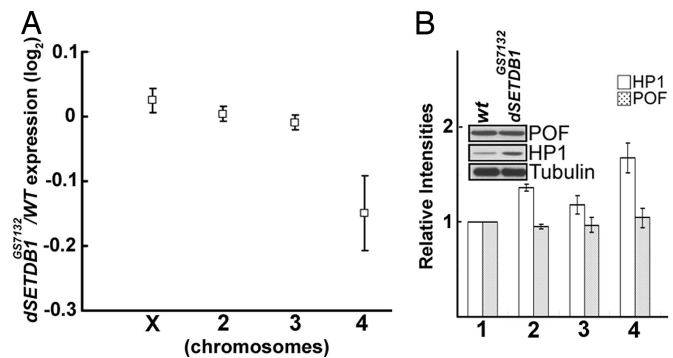 A
dSETDB1^GS7132/WT expression (log2)
0.1
0
-0.1
-0.2
-0.3
X 2 3 4
(chromosomes)
B
Relative Intensities
2
1
wt
dSETDB1^GS7132
POF
HP1
Tubulin
HP1
POF
1 2 3 4